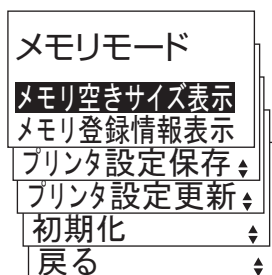 メモリモード
メモリ空きサイズ表示
メモリ登録情報表示
プリンタ設定保存
プリンタ設定更新
初期化
戻る